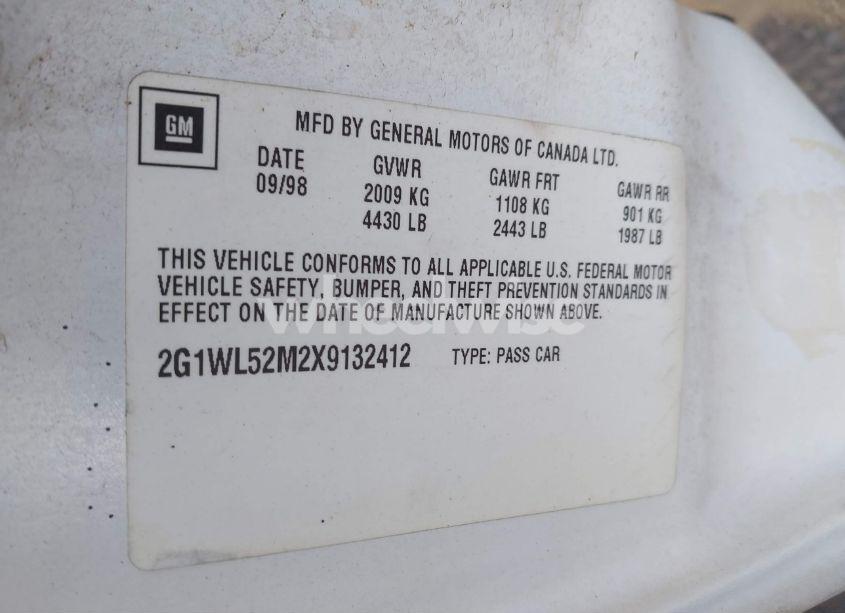 GM
MFD BY GENERAL MOTORS OF CANADA LTD.
DATE GVWR GAWR FRT GAWR RR
09/98 2009 KG 1108 KG 901 KG
4430 LB 2443 LB 1987 LB
THIS VEHICLE CONFORMS TO ALL APPLICABLE U.S. FEDERAL MOTOR
VEHICLE SAFETY, BUMPER, AND THEFT PREVENTION STANDARDS IN
EFFECT ON THE DATE OF MANUFACTURE SHOWN ABOVE.
wheelwise
2G1WL52M2X9132412 TYPE: PASS CAR